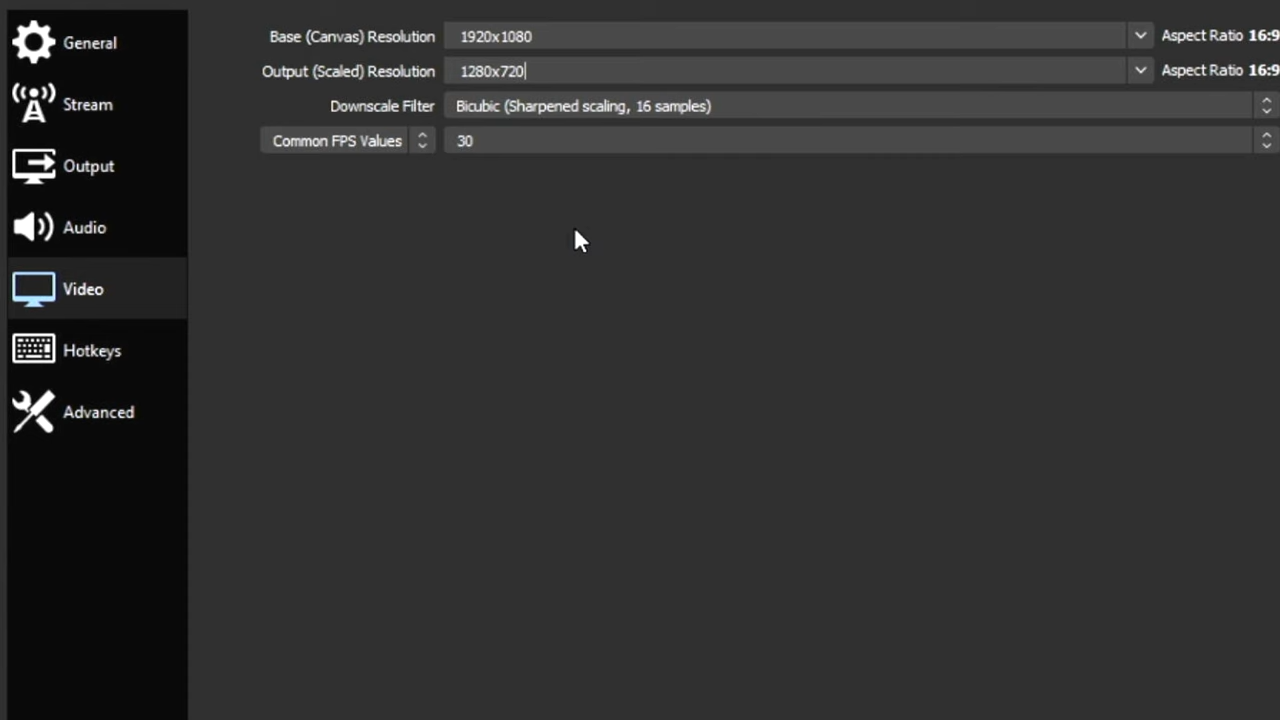 General
Stream
Output
Audio
Video
Hotkeys
Advanced
Base (Canvas) Resolution 1920x1080 Aspect Ratio 16:9
Output (Scaled) Resolution 1280x720 Aspect Ratio 16:9
Downscale Filter Bicubic (Sharpened scaling, 16 samples)
Common FPS Values 30